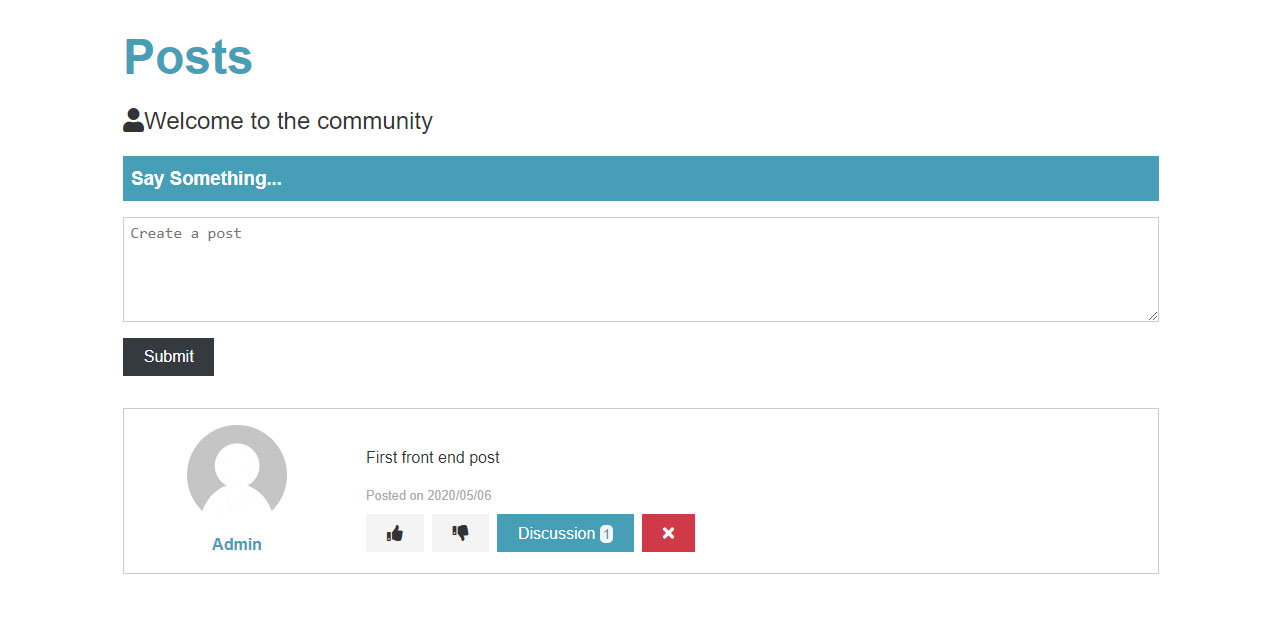 Posts
Welcome to the community
Say Something...
Create a post
Submit
First front end post
Posted on 2020/05/06
Discussion 1
Admin